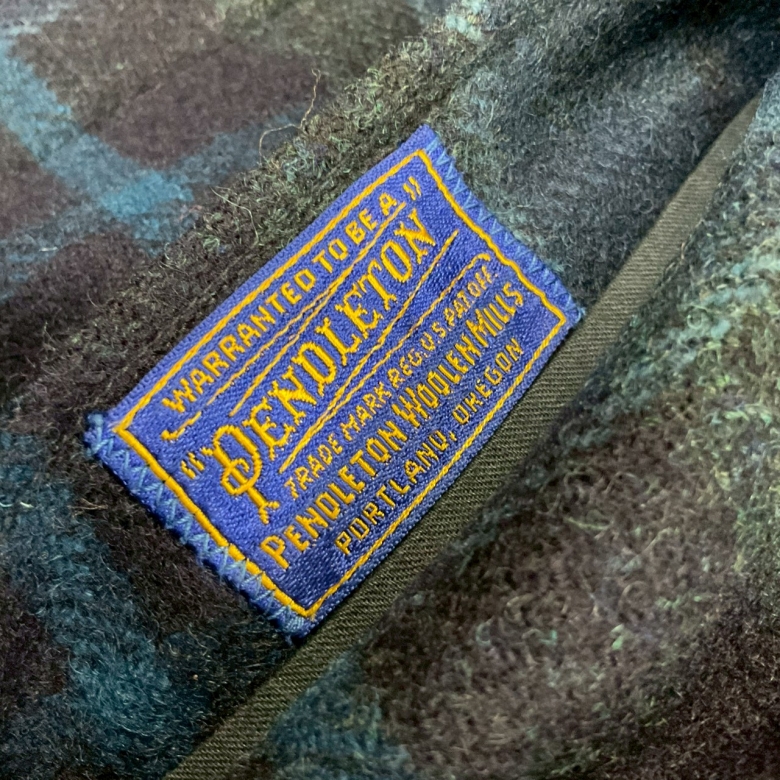 WARRANTED TO BE A
"PENDLETON"
TRADE MARK REG. U.S. PAT. OFF.
PENDLETON WOOLEN MILLS
PORTLAND, OREGON